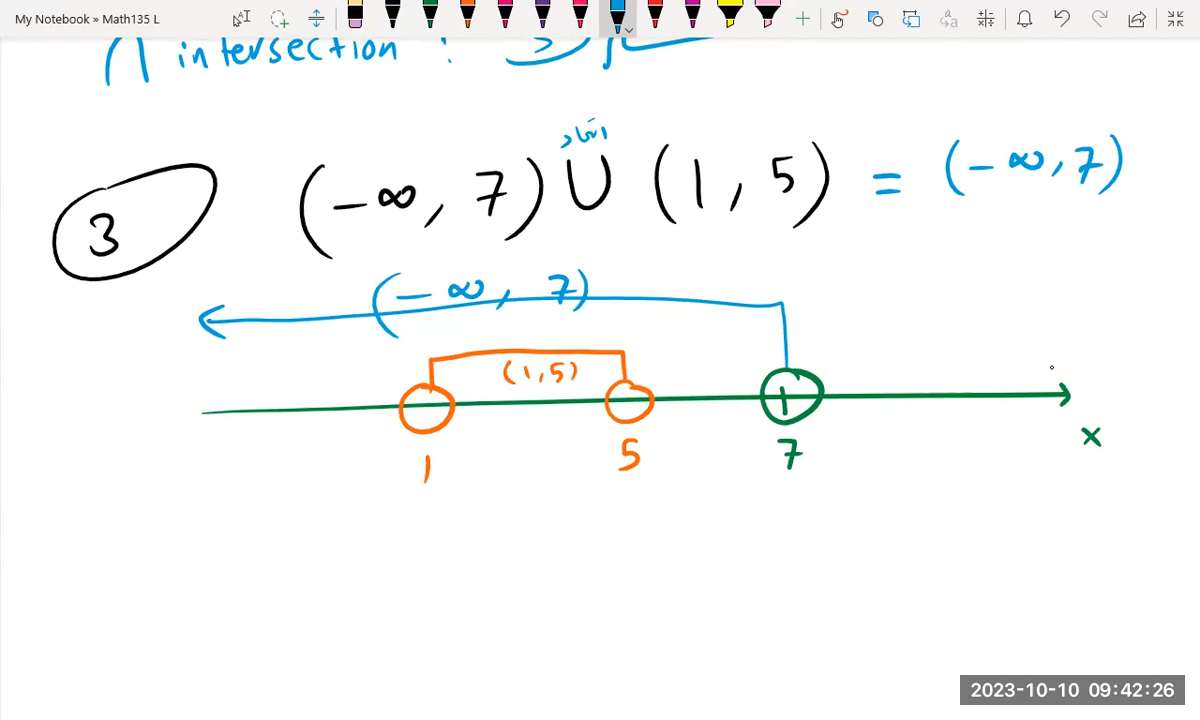 My Notebook » Math135 L
∩ intersection :
3 (-∞, 7) ∪ (1, 5) = (-∞, 7)
(-∞, 7)
(1,5)
1 5 7 x
2023-10-10 09:42:26